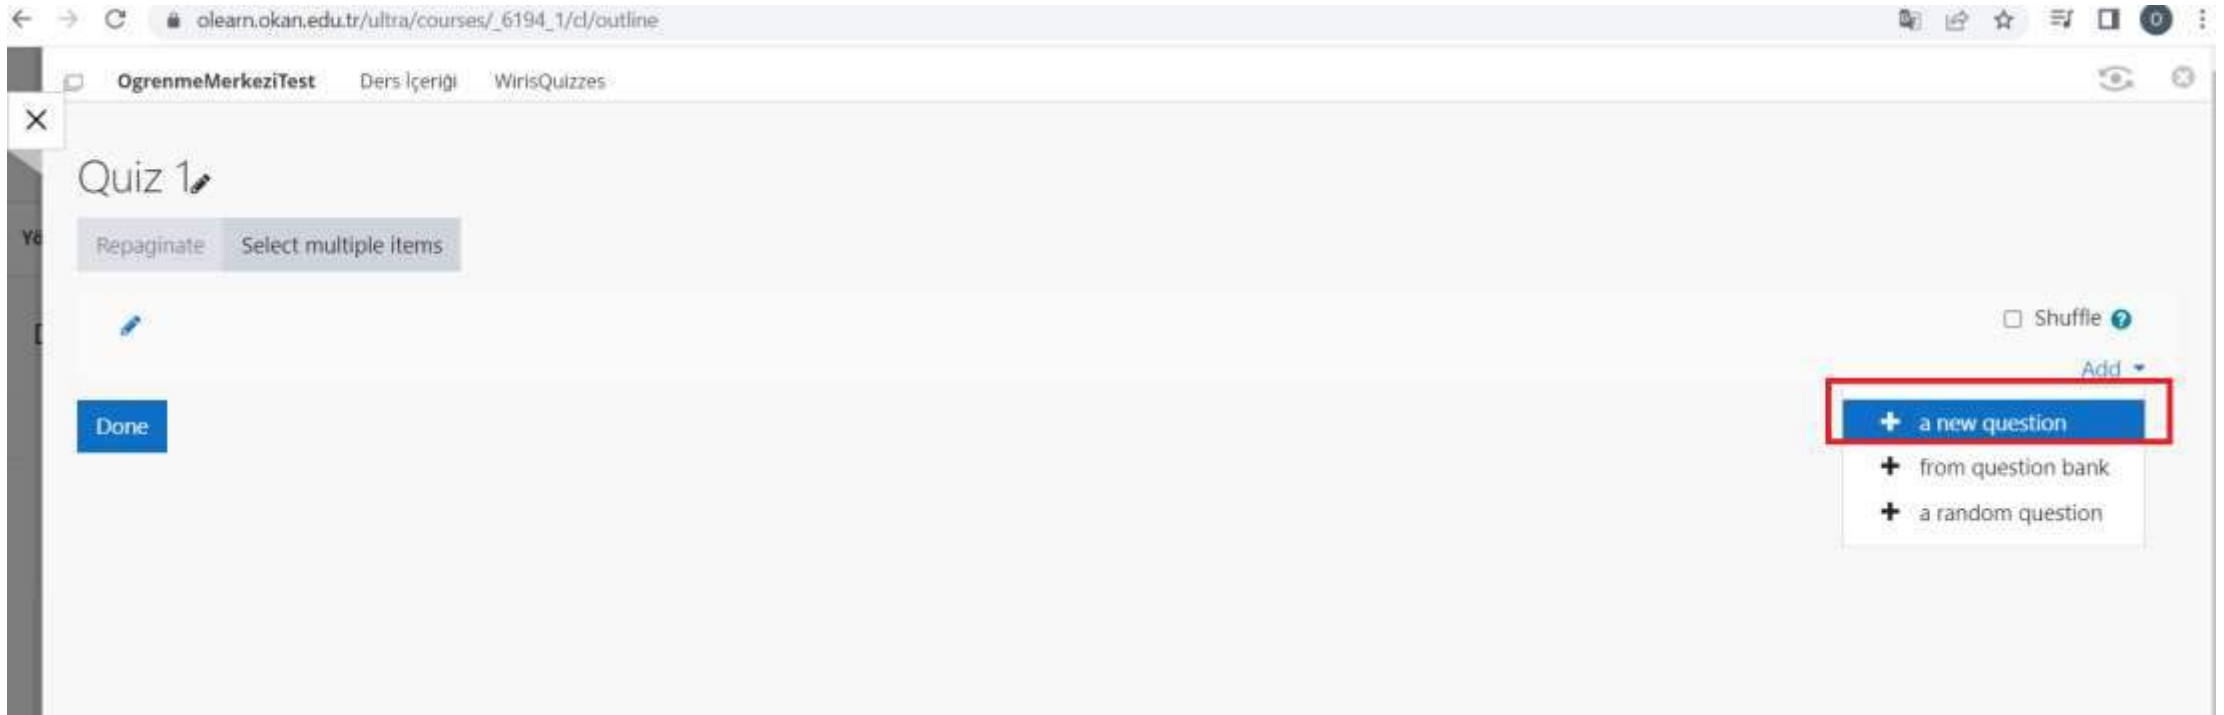 olearn.okan.edu.tr/ultra/courses/_6194_1/cl/outline
O
OgrenmeMerkeziTest Ders İçeriği WirisQuizzes
Quiz 1
Yö
Repaginate Select multiple items
Shuffle ?
Add
Done
+ a new question
+ from question bank
+ a random question